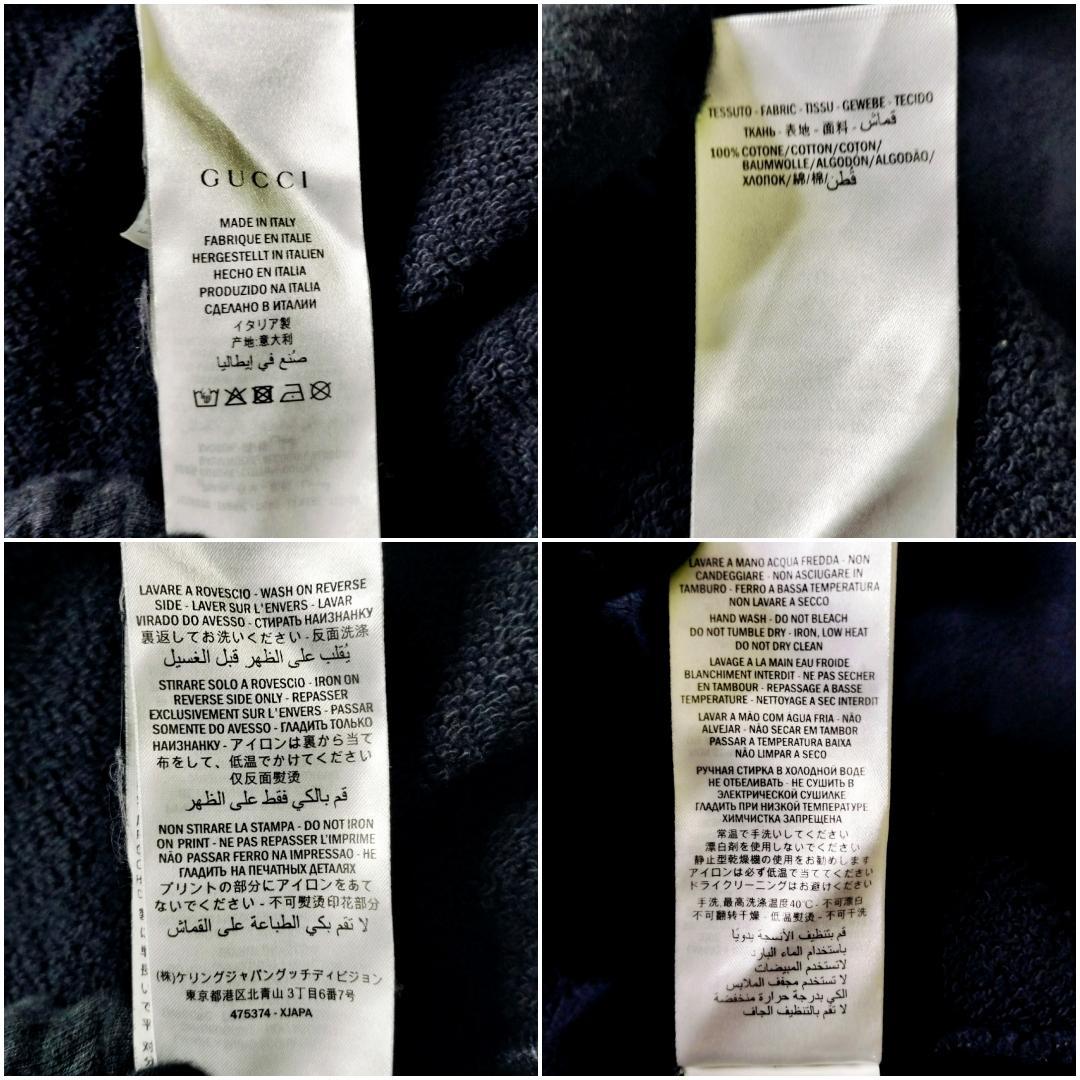 GUCCI
MADE IN ITALY
FABRIQUE EN ITALIE
HERGESTELLT IN ITALIEN
HECHO EN ITALIA
PRODUZIDO NA ITALIA
СДЕЛАНО В ИТАЛИИ
イタリア製
产地:意大利
صُنع في إيطاليا
TESSUTO - FABRIC - TISSU - GEWEBE - TECIDO
ТКАНЬ - 表地 - 面料 - قماش
100% COTONE/COTTON/COTON/
BAUMWOLLE/ALGODÓN/ALGODÃO/
ХЛОПОК/綿/棉/قُطن
LAVARE A ROVESCIO - WASH ON REVERSE
SIDE - LAVER SUR L'ENVERS - LAVAR
VIRADO DO AVESSO - СТИРАТЬ НАИЗНАНКУ
裏返してお洗いください - 反面洗涤
يُقلب على الظهر قبل الغسيل
STIRARE SOLO A ROVESCIO - IRON ON
REVERSE SIDE ONLY - REPASSER
EXCLUSIVEMENT SUR L'ENVERS - PASSAR
SOMENTE DO AVESSO - ГЛАДИТЬ ТОЛЬКО
НАИЗНАНКУ - アイロンは裏から当て
布をして、低温でかけてください
仅反面熨烫
قم بالكي فقط على الظهر
NON STIRARE LA STAMPA - DO NOT IRON
ON PRINT - NE PAS REPASSER L'IMPRIME
NÃO PASSAR FERRO NA IMPRESSAO - НЕ
ГЛАДИТЬ НА ПЕЧАТНЫХ ДЕТАЛЯХ
プリントの部分にアイロンをあて
ないでください - 不可熨烫印花部分
لا تقم بكي الطباعة على القماش
(株)ケリングジャパングッチディビジョン
東京都港区北青山 3丁目6番7号
475374 - XJAPA
LAVARE A MANO ACQUA FREDDA - NON
CANDEGGIARE - NON ASCIUGARE IN
TAMBURO - FERRO A BASSA TEMPERATURA
NON LAVARE A SECCO
HAND WASH - DO NOT BLEACH
DO NOT TUMBLE DRY - IRON, LOW HEAT
DO NOT DRY CLEAN
LAVAGE A LA MAIN EAU FROIDE
BLANCHIMENT INTERDIT - NE PAS SECHER
EN TAMBOUR - REPASSAGE A BASSE
TEMPERATURE - NETTOYAGE A SEC INTERDIT
LAVAR A MÃO COM AGUA FRIA - NÃO
ALVEJAR - NÃO SECAR EM TAMBOR
PASSAR A TEMPERATURA BAIXA
NÃO LIMPAR A SECO
РУЧНАЯ СТИРКА В ХОЛОДНОЙ ВОДЕ
НЕ ОТБЕЛИВАТЬ - НЕ СУШИТЬ В
ЭЛЕКТРИЧЕСКОЙ СУШИЛКЕ
ГЛАДИТЬ ПРИ НИЗКОЙ ТЕМПЕРАТУРЕ
ХИМЧИСТКА ЗАПРЕЩЕНА
常温で手洗いしてください
漂白剤を使用しないでください
静止型乾燥機の使用をお勧めします
アイロンは必ず低温で当ててください
ドライクリーニングはお避けください
手洗,最高洗涤温度40℃ - 不可漂白
不可翻转干燥 - 低温熨烫 - 不可干洗
قم بتنظيف الأنسجة يدويًا
باستخدام الماء البارد
لاتستخدم المبيضات
لا تستخدم مجفف الملابس
الكي بدرجة حرارة منخفضة
لا تقم بالتنظيف الجاف